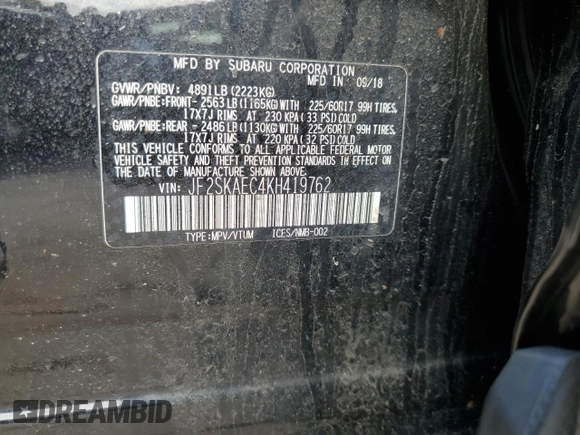 MFD BY SUBARU CORPORATION
MFD IN 09/18
GVWR/PNBV: 4891LB(2223KG)
GAWR/PNBE:FRONT- 2563LB(1165KG)WITH 225/60R17 99H TIRES,
17X7J RIMS AT 230 KPA(33 PSI)COLD
GAWR/PNBE:REAR - 2486LB(1130KG)WITH 225/60R17 99H TIRES,
17X7J RIMS AT 220 KPA(32 PSI)COLD
THIS VEHICLE CONFORMS TO ALL APPLICABLE FEDERAL MOTOR
VEHICLE SAFETY AND THEFT PREVENTION STANDARDS IN EFFECT ON
THE DATE OF MANUFACTURE SHOWN ABOVE.
VIN: JF2SKAEC4KH419762
TYPE:MPV/VTUM ICES/NMB-002
DREAMBID